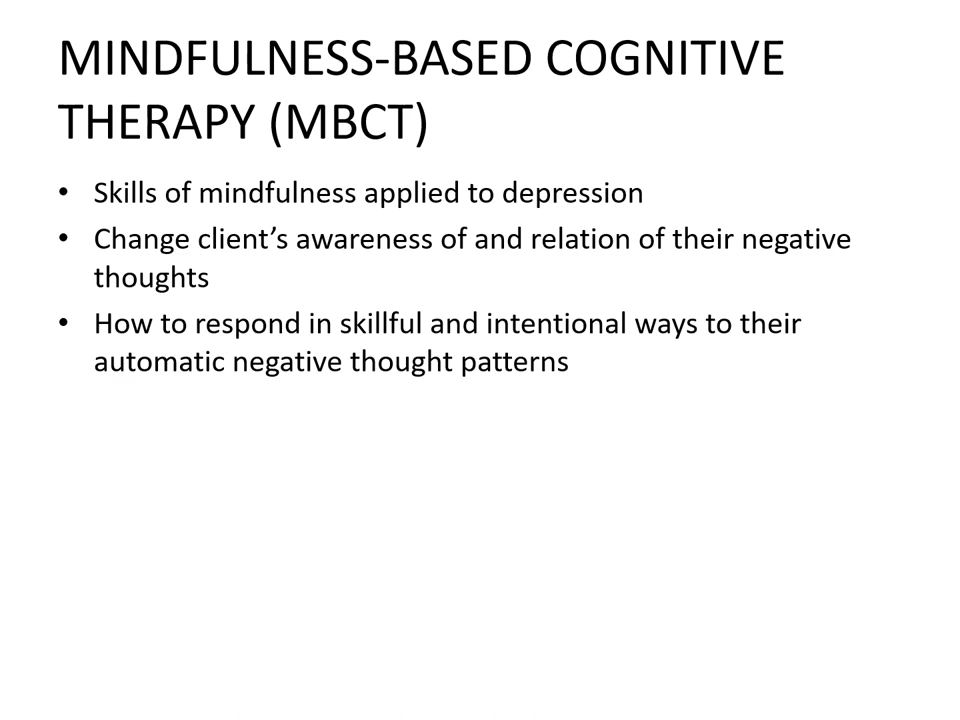 MINDFULNESS-BASED COGNITIVE
THERAPY (MBCT)
• Skills of mindfulness applied to depression
• Change client’s awareness of and relation of their negative
thoughts
• How to respond in skillful and intentional ways to their
automatic negative thought patterns